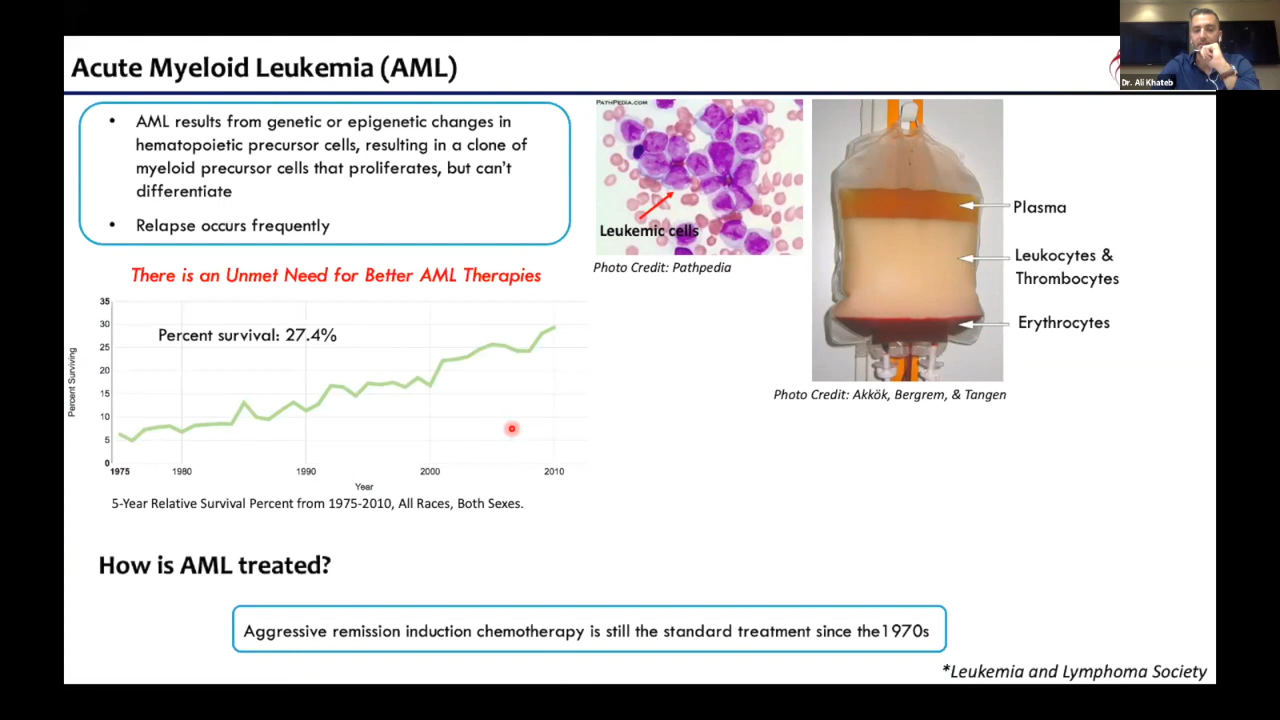 Acute Myeloid Leukemia (AML)
Dr. Ali Khateb
• AML results from genetic or epigenetic changes in
hematopoietic precursor cells, resulting in a clone of
myeloid precursor cells that proliferates, but can't
differentiate
• Relapse occurs frequently
PATHPEDIA.COM
Leukemic cells
Photo Credit: Pathpedia
Plasma
Leukocytes &
Thrombocytes
Erythrocytes
Photo Credit: Akkök, Bergrem, & Tangen
There is an Unmet Need for Better AML Therapies
Percent survival: 27.4%
Percent Surviving
35
30
25
20
15
10
5
0
1975 1980 1990 2000 2010
Year
5-Year Relative Survival Percent from 1975-2010, All Races, Both Sexes.
How is AML treated?
Aggressive remission induction chemotherapy is still the standard treatment since the1970s
*Leukemia and Lymphoma Society